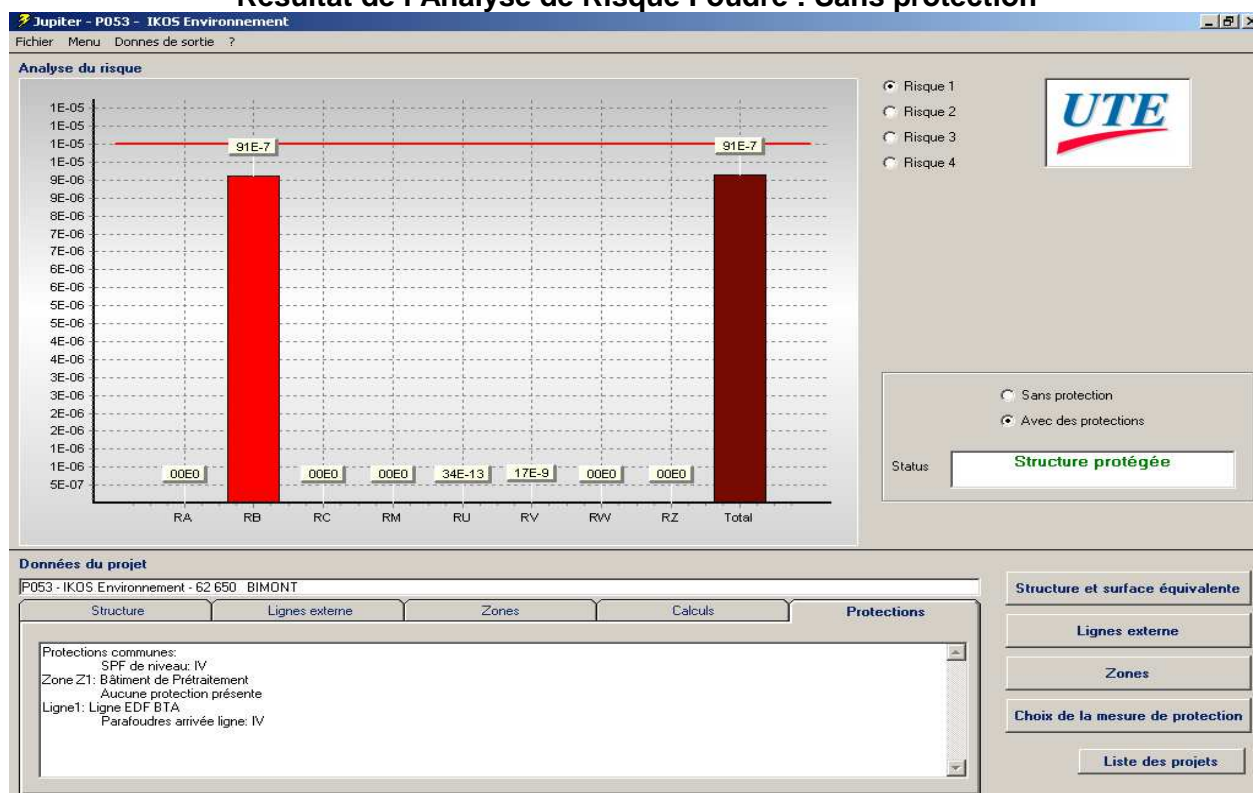 Résultat de l'Analyse de Risque Foudre : Sans protection
Jupiter - P053 - IKOS Environnement
Fichier Menu Donnes de sortie ?
Analyse du risque
1E-05
1E-05
1E-05
1E-05
9E-06
9E-06
8E-06
7E-06
7E-06
6E-06
6E-06
5E-06
5E-06
4E-06
4E-06
3E-06
3E-06
2E-06
2E-06
1E-06
1E-06
5E-07
91E-7
91E-7
00E0
00E0
00E0
34E-13
17E-9
00E0
00E0
RA RB RC RM RU RV RW RZ Total
Risque 1
Risque 2
Risque 3
Risque 4
UTE
Sans protection
Avec des protections
Status
Structure protégée
Données du projet
P053 - IKOS Environnement - 62 650 BIMONT
Structure Lignes externe Zones Calculs Protections
Protections communes:
SPF de niveau: IV
Zone Z1: Bâtiment de Prétraitement
Aucune protection présente
Ligne1: Ligne EDF BTA
Parafoudres arrivée ligne: IV
Structure et surface équivalente
Lignes externe
Zones
Choix de la mesure de protection
Liste des projets